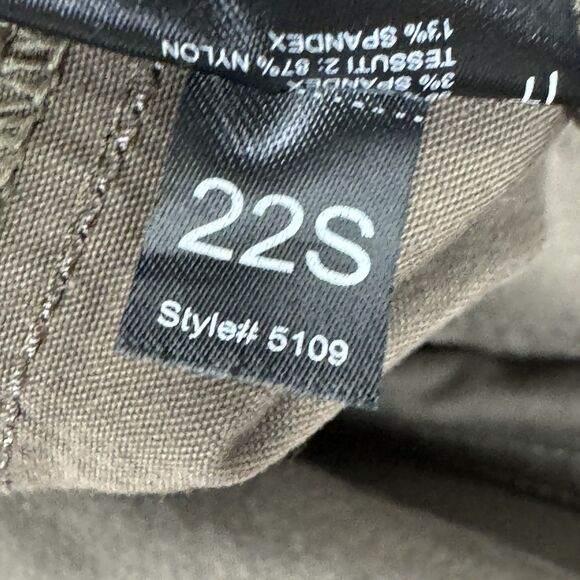 3% SPANDEX
TESSUTI 2: 87% NYLON
13% SPANDEX
22S
Style# 5109